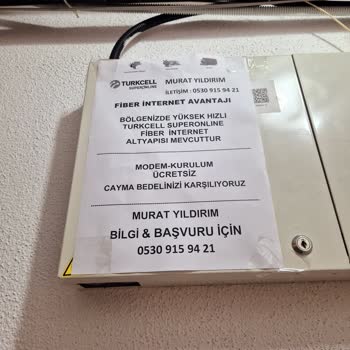 TURKCELL
SUPERONLINE
MURAT YILDIRIM
İLETİŞİM : 0530 915 94 21
FİBER İNTERNET AVANTAJI
BÖLGENİZDE YÜKSEK HIZLI
TURKCELL SUPERONLINE
FİBER İNTERNET
ALTYAPISI MEVCUTTUR
MODEM-KURULUM
ÜCRETSİZ
CAYMA BEDELİNİZİ KARŞILIYORUZ
MURAT YILDIRIM
BİLGİ & BAŞVURU İÇİN
0530 915 94 21